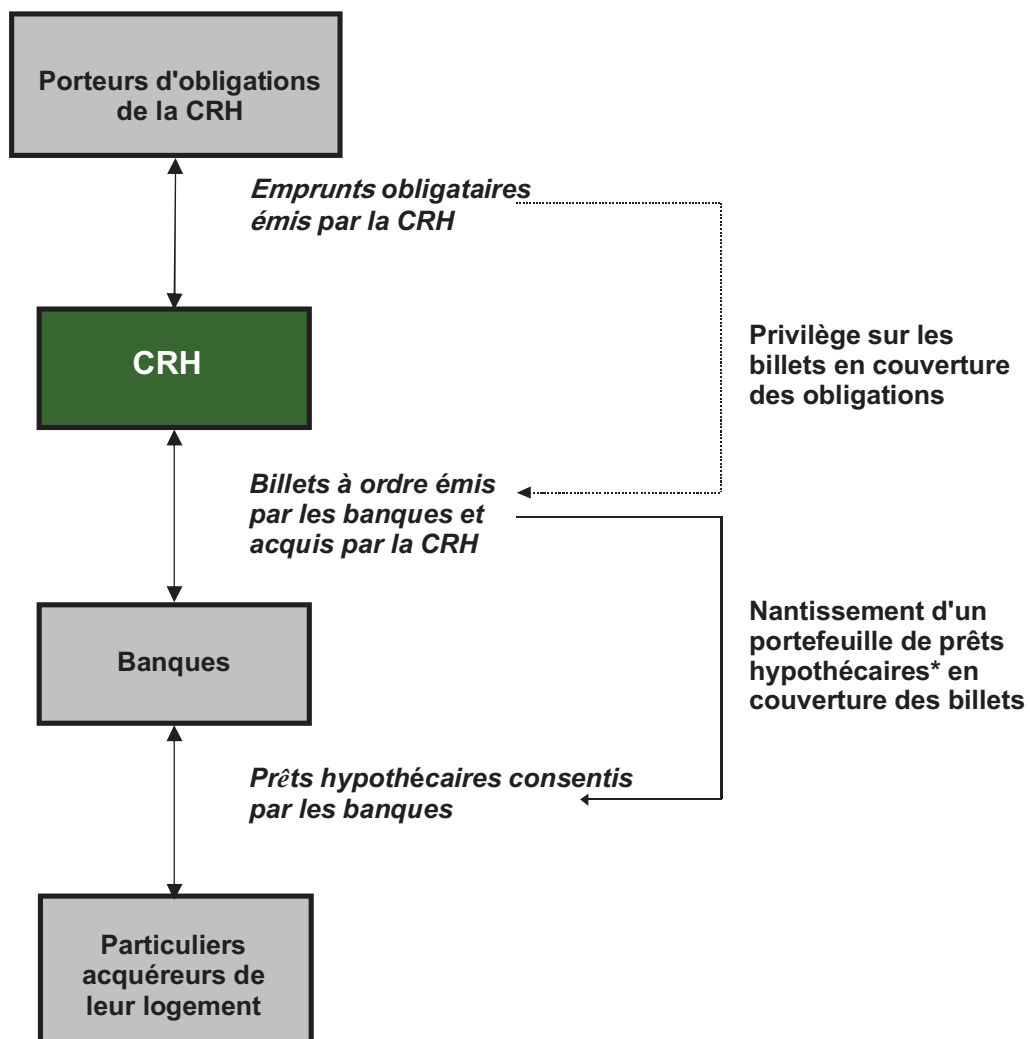 Porteurs d'obligations
de la CRH
Emprunts obligataires
émis par la CRH
CRH
Privilège sur les
billets en couverture
des obligations
Billets à ordre émis
par les banques et
acquis par la CRH
Banques
Nantissement d'un
portefeuille de prêts
hypothécaires* en
couverture des billets
Prêts hypothécaires consentis
par les banques
Particuliers
acquéreurs de
leur logement